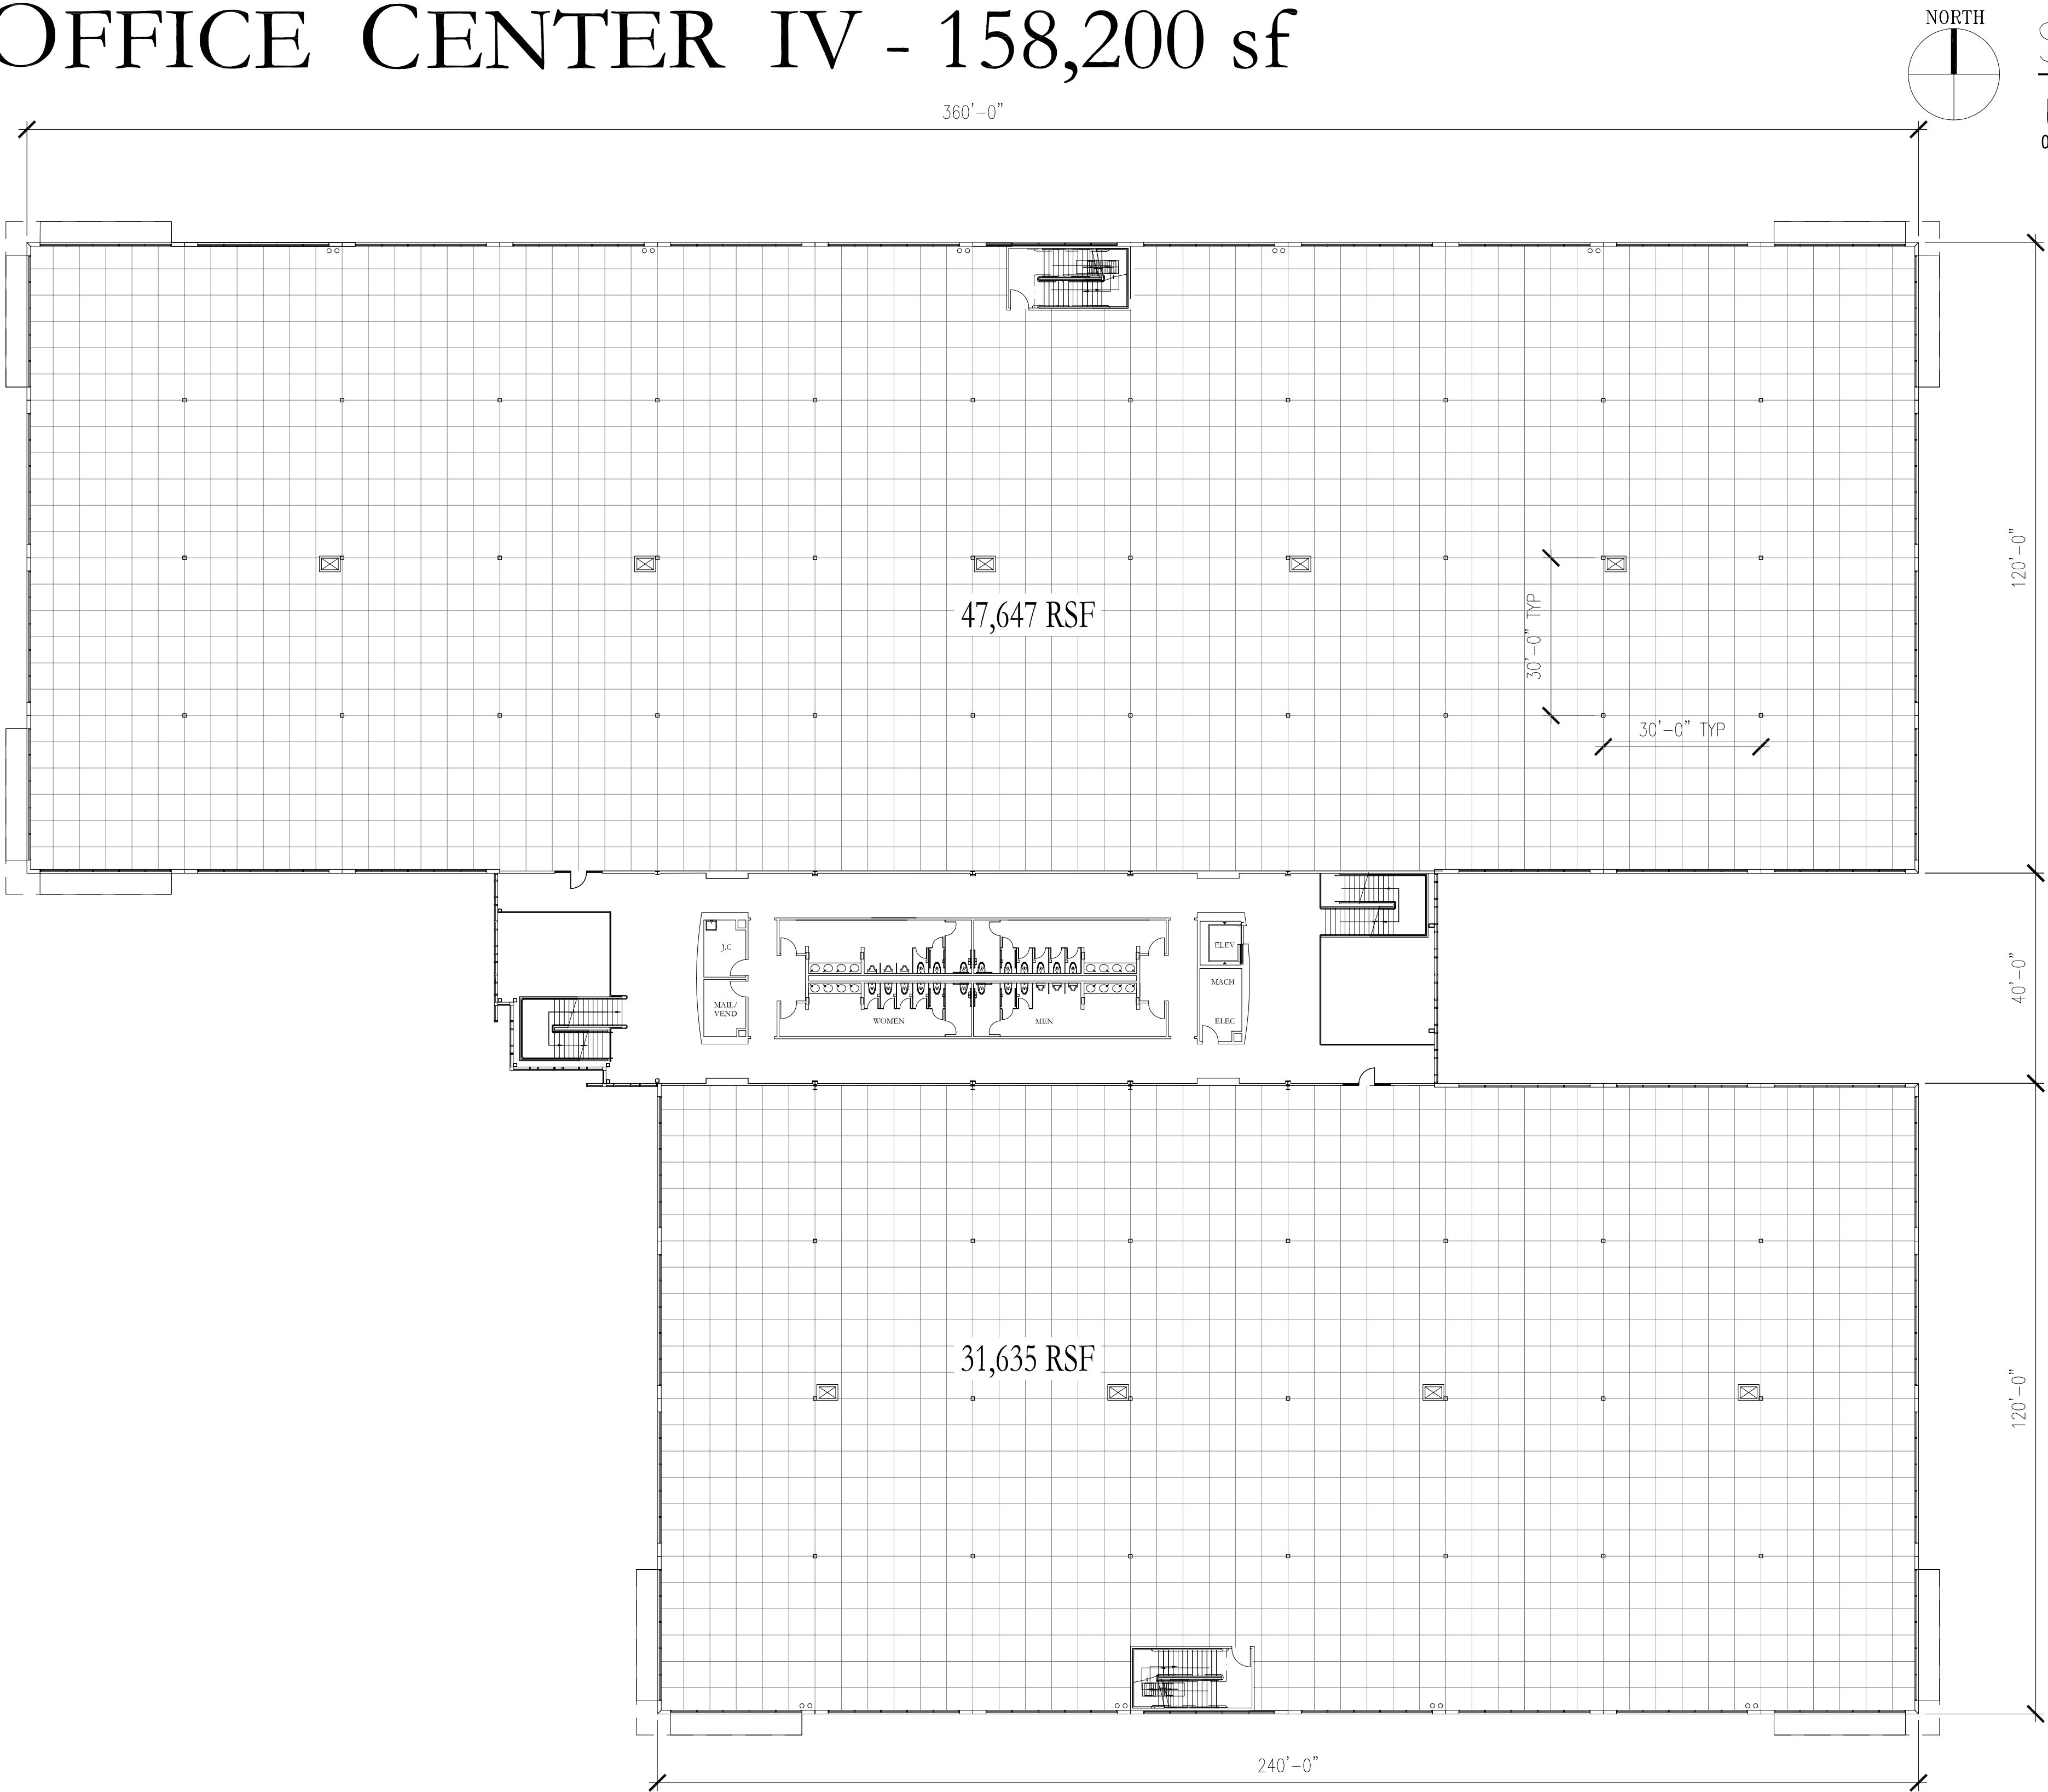 OFFICE CENTER IV - 158,200 sf
NORTH
360'-0"
120'-0"
47,647 RSF
30'-0" TYP
30'-0" TYP
40'-0"
J.C
MAIL/
VEND
WOMEN
MEN
ELEV
MACH
ELEC
31,635 RSF
120'-0"
240'-0"